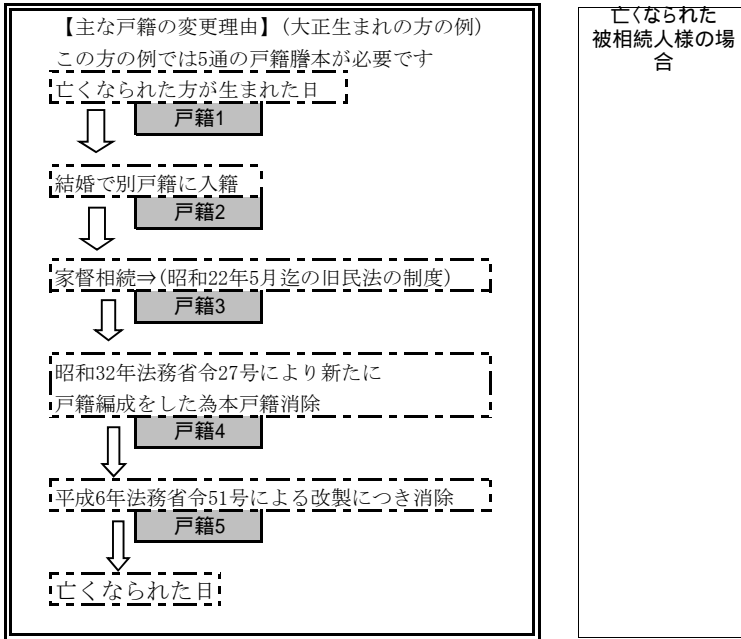 【主な戸籍の変更理由】(大正生まれの方の例)
この方の例では5通の戸籍謄本が必要です
亡くなられた方が生まれた日
戸籍1
結婚で別戸籍に入籍
戸籍2
家督相続⇒(昭和22年5月迄の旧民法の制度)
戸籍3
昭和32年法務省令27号により新たに
戸籍編成をした為本戸籍消除
戸籍4
平成6年法務省令51号による改製につき消除
戸籍5
亡くなられた日
亡くなられた
被相続人様の場
合